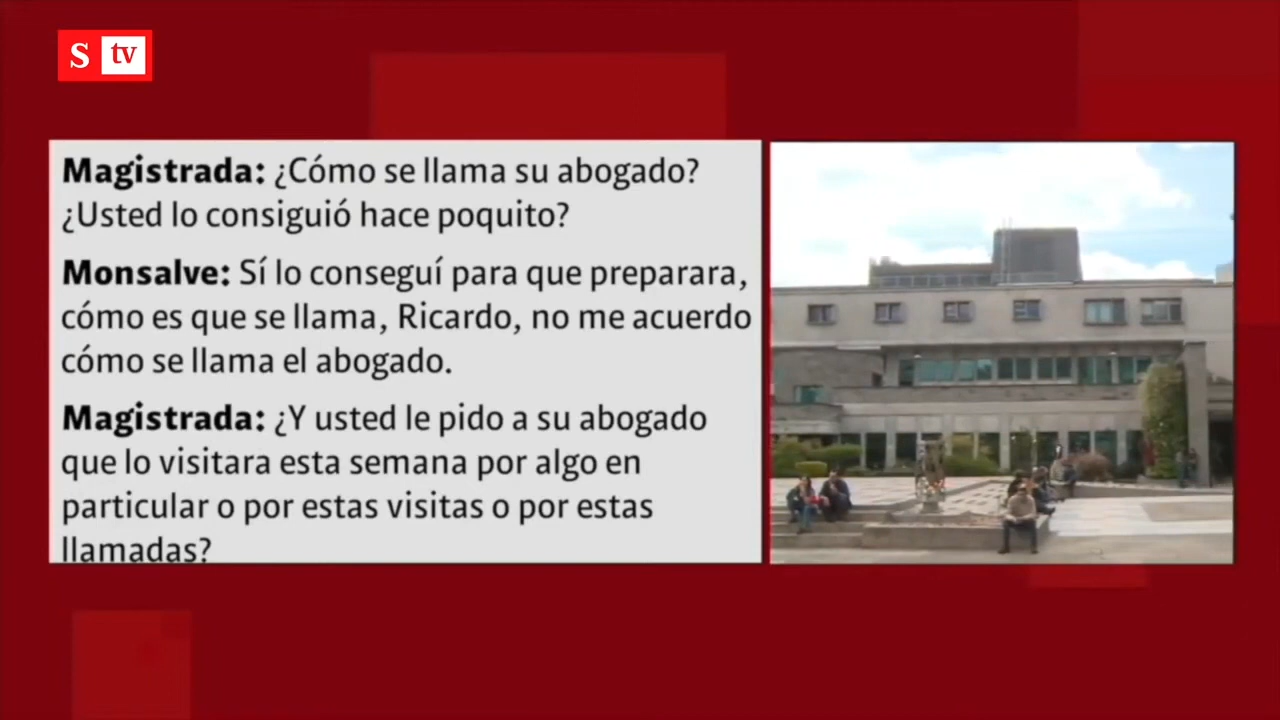 S tv
Magistrada: ¿Cómo se llama su abogado?
¿Usted lo consiguió hace poquito?
Monsalve: Sí lo conseguí para que preparara,
cómo es que se llama, Ricardo, no me acuerdo
cómo se llama el abogado.
Magistrada: ¿Y usted le pido a su abogado
que lo visitara esta semana por algo en
particular o por estas visitas o por estas
llamadas?